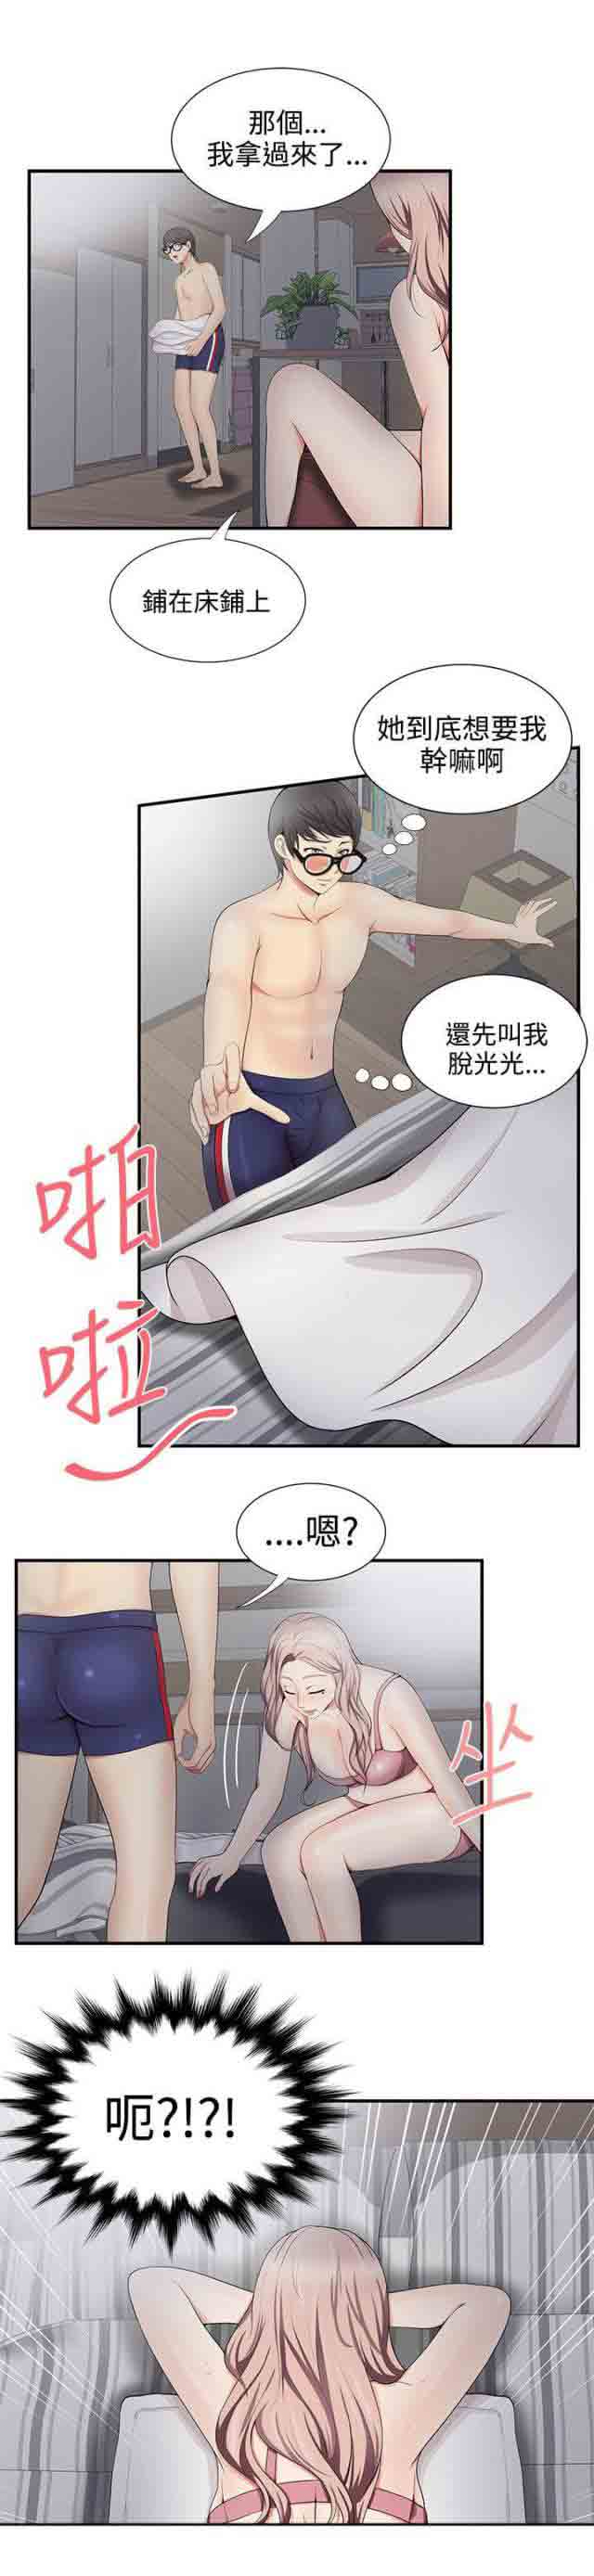 那個...
我拿過來了...
鋪在床鋪上
她到底想要我
幹嘛啊
還先叫我
脫光光...
啪
啦
....嗯?
坐
呃?!?!